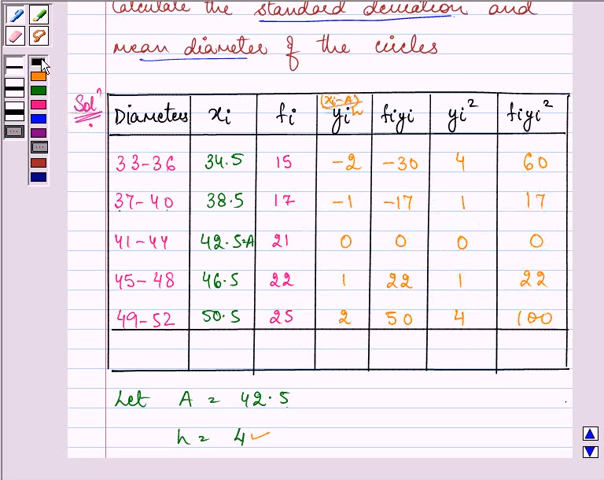 Calculate the standard deviation and
mean diameter of the circles
Solⁿ
Diameters xi fi yi (xi-A)/h fiyi yi² fiyi²
33-36 34.5 15 -2 -30 4 60
37-40 38.5 17 -1 -17 1 17
41-44 42.5=A 21 0 0 0 0
45-48 46.5 22 1 22 1 22
49-52 50.5 25 2 50 4 100
Let A = 42.5
h = 4